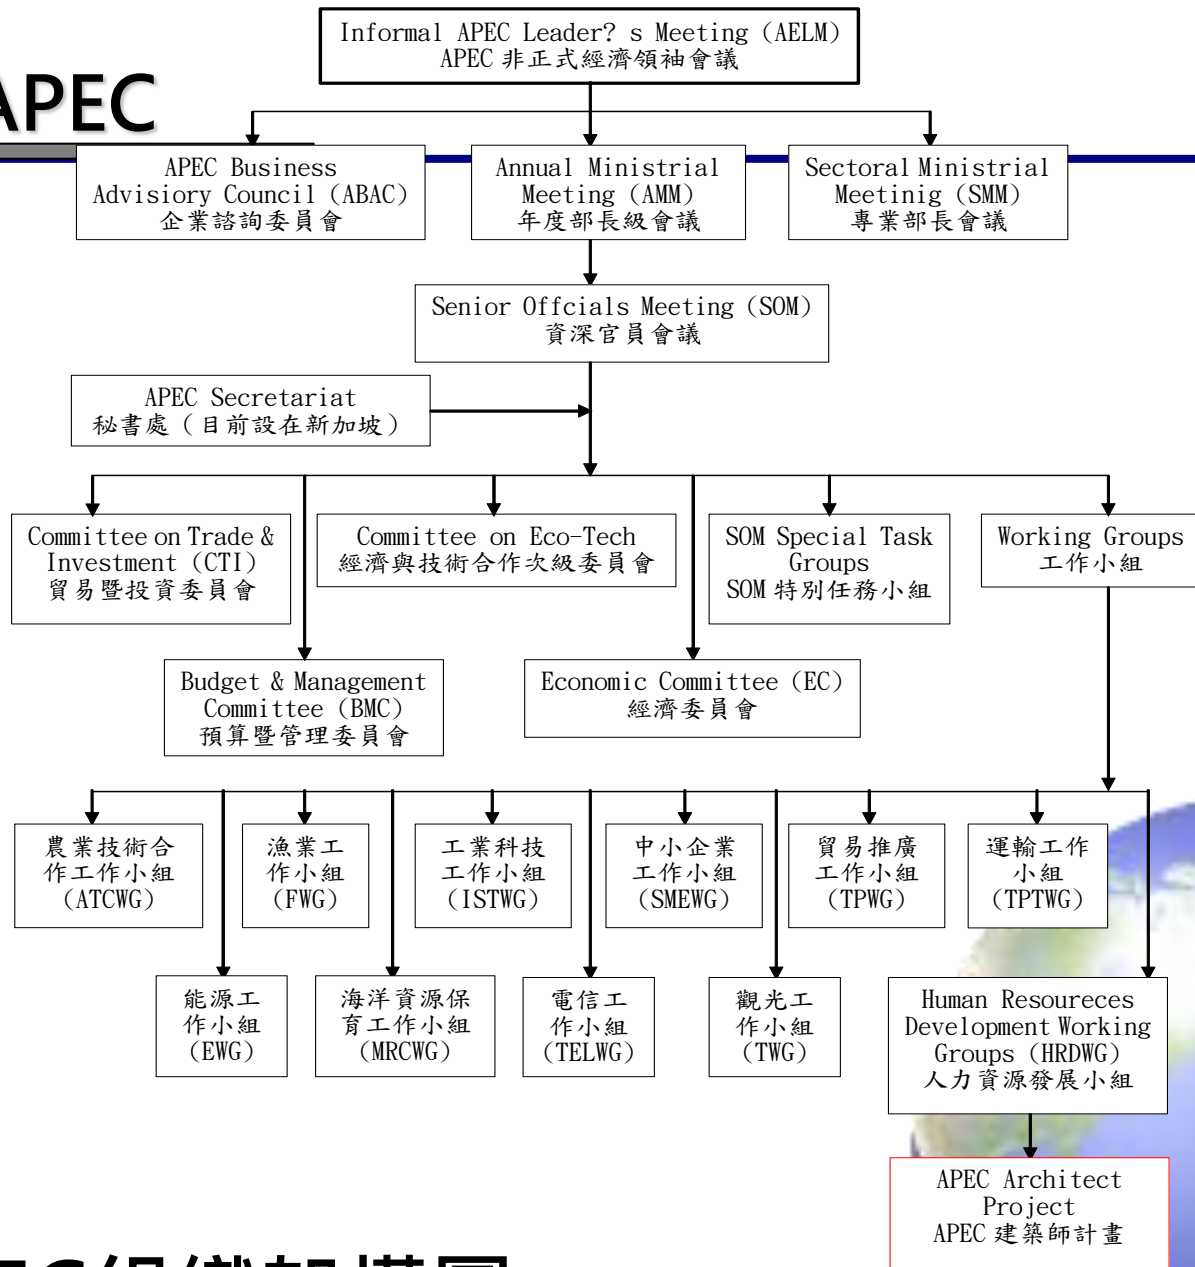 Informal APEC Leader? s Meeting (AELM)
APEC 非正式經濟領袖會議
APEC
APEC Business
Advisiory Council (ABAC)
企業諮詢委員會
Annual Ministrial
Meeting (AMM)
年度部長級會議
Sectoral Ministrial
Meetinig (SMM)
專業部長會議
Senior Offcials Meeting (SOM)
資深官員會議
APEC Secretariat
秘書處（目前設在新加坡）
Committee on Trade &
Investment (CTI)
貿易暨投資委員會
Committee on Eco-Tech
經濟與技術合作次級委員會
SOM Special Task
Groups
SOM 特別任務小組
Working Groups
工作小組
Budget & Management
Committee (BMC)
預算暨管理委員會
Economic Committee (EC)
經濟委員會
農業技術合
作工作小組
(ATCWG)
漁業工
作小組
(FWG)
工業科技
工作小組
(ISTWG)
中小企業
工作小組
(SMEWG)
貿易推廣
工作小組
(TPWG)
運輸工作
小組
(TPTWG)
能源工
作小組
(EWG)
海洋資源保
育工作小組
(MRCWG)
電信工
作小組
(TELWG)
觀光工
作小組
(TWG)
Human Resoureces
Development Working
Groups (HRDWG)
人力資源發展小組
APEC Architect
Project
APEC 建築師計畫
組織架構圖